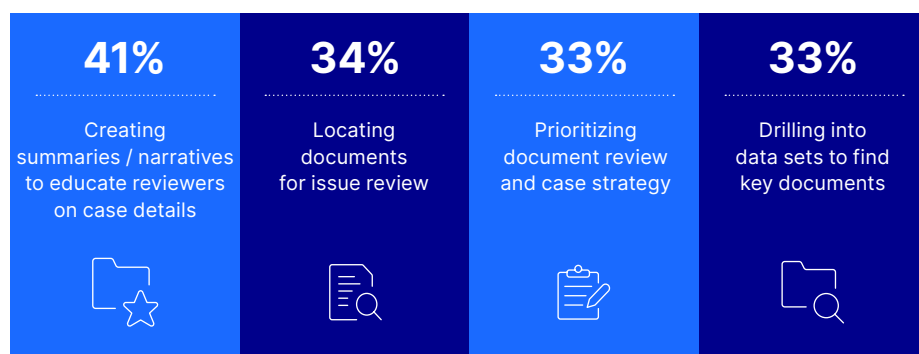 41%
Creating
summaries / narratives
to educate reviewers
on case details
34%
Locating
documents
for issue review
33%
Prioritizing
document review
and case strategy
33%
Drilling into
data sets to find
key documents